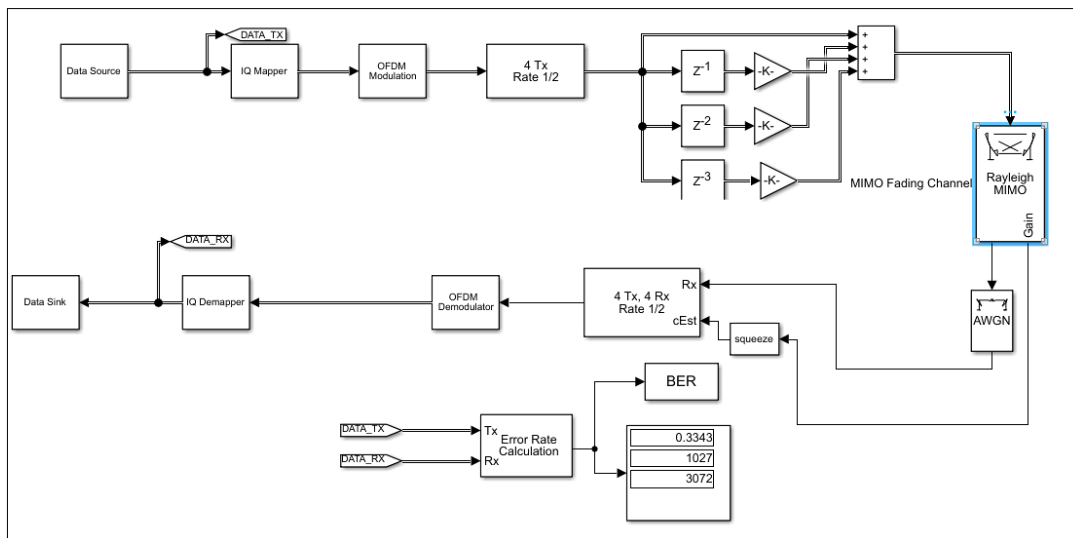 DATA_TX
Data Source
IQ Mapper
OFDM
Modulation
4 Tx
Rate 1/2
Z-1
-K-
Z-2
-K-
Z-3
-K-
+
+
+
+
MIMO Fading Channel
Rayleigh
MIMO
Gain
DATA_RX
Data Sink
IQ Demapper
OFDM
Demodulator
4 Tx, 4 Rx
Rate 1/2
Rx
cEst
squeeze
AWGN
BER
DATA_TX
DATA_RX
Tx
Rx
Error Rate
Calculation
0.3343
1027
3072